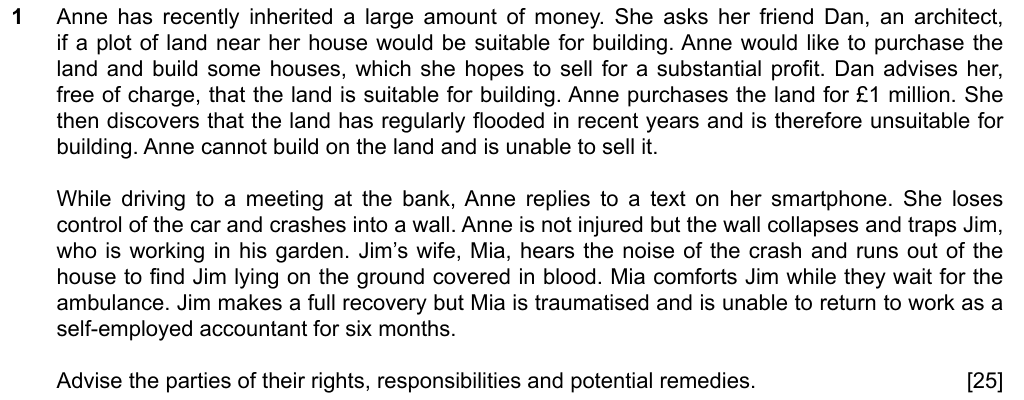 1 Anne has recently inherited a large amount of money. She asks her friend Dan, an architect,
if a plot of land near her house would be suitable for building. Anne would like to purchase the
land and build some houses, which she hopes to sell for a substantial profit. Dan advises her,
free of charge, that the land is suitable for building. Anne purchases the land for £1 million. She
then discovers that the land has regularly flooded in recent years and is therefore unsuitable for
building. Anne cannot build on the land and is unable to sell it.
While driving to a meeting at the bank, Anne replies to a text on her smartphone. She loses
control of the car and crashes into a wall. Anne is not injured but the wall collapses and traps Jim,
who is working in his garden. Jim’s wife, Mia, hears the noise of the crash and runs out of the
house to find Jim lying on the ground covered in blood. Mia comforts Jim while they wait for the
ambulance. Jim makes a full recovery but Mia is traumatised and is unable to return to work as a
self-employed accountant for six months.
Advise the parties of their rights, responsibilities and potential remedies. [25]